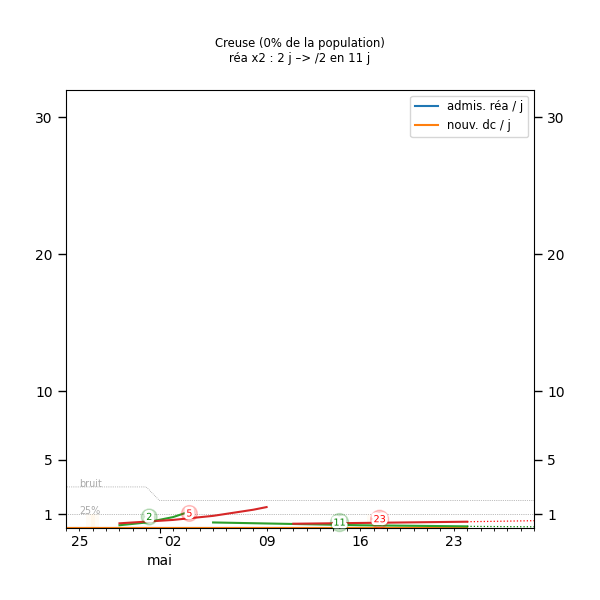 Creuse (0% de la population)
réa x2 : 2 j –> /2 en 11 j
admis. réa / j
nouv. dc / j
30 30
20 20
10 10
5 5
bruit
25%
1 1
2 5 11 23
25 02 09 16 23
mai